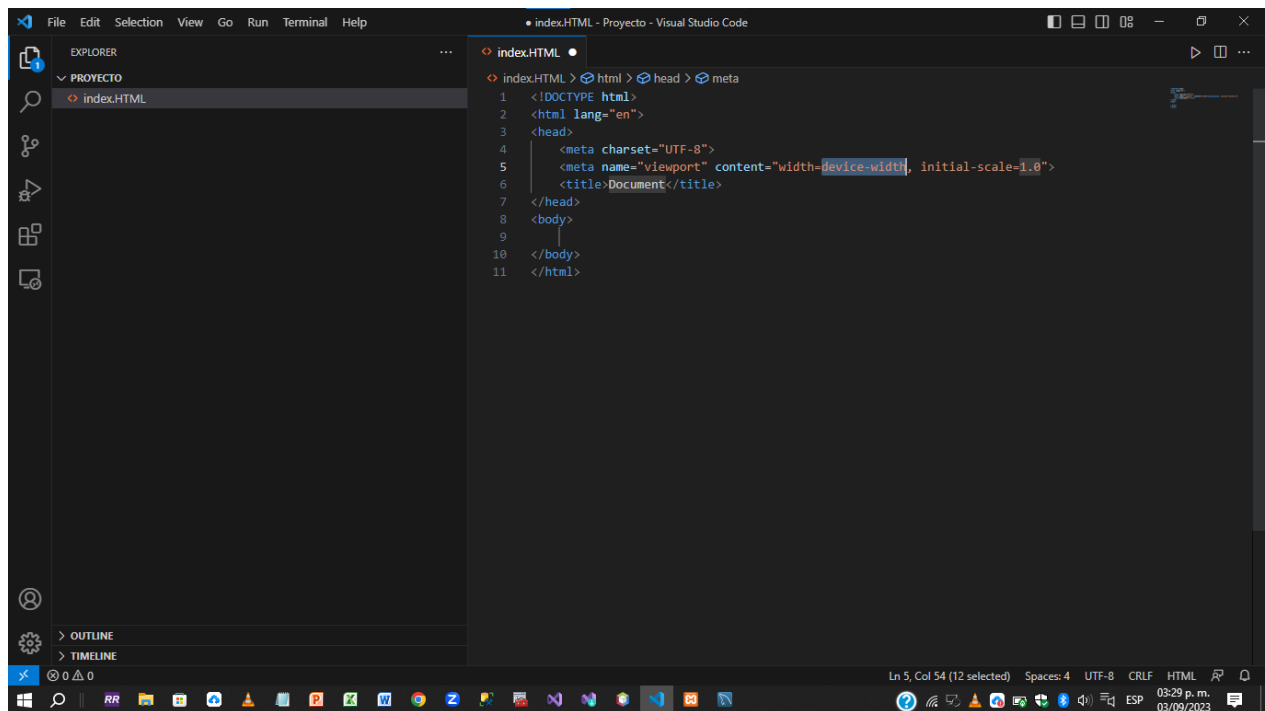 File Edit Selection View Go Run Terminal Help
● index.HTML - Proyecto - Visual Studio Code
EXPLORER
1
PROYECTO
index.HTML
index.HTML
index.HTML > html > head > meta
1 <!DOCTYPE html>
2 <html lang="en">
3 <head>
4 <meta charset="UTF-8">
5 <meta name="viewport" content="width=device-width, initial-scale=1.0">
6 <title>Document</title>
7 </head>
8 <body>
9
10 </body>
11 </html>
OUTLINE
TIMELINE
0 0
Ln 5, Col 54 (12 selected) Spaces: 4 UTF-8 CRLF HTML
RR
ESP
03:29 p. m.
03/09/2023